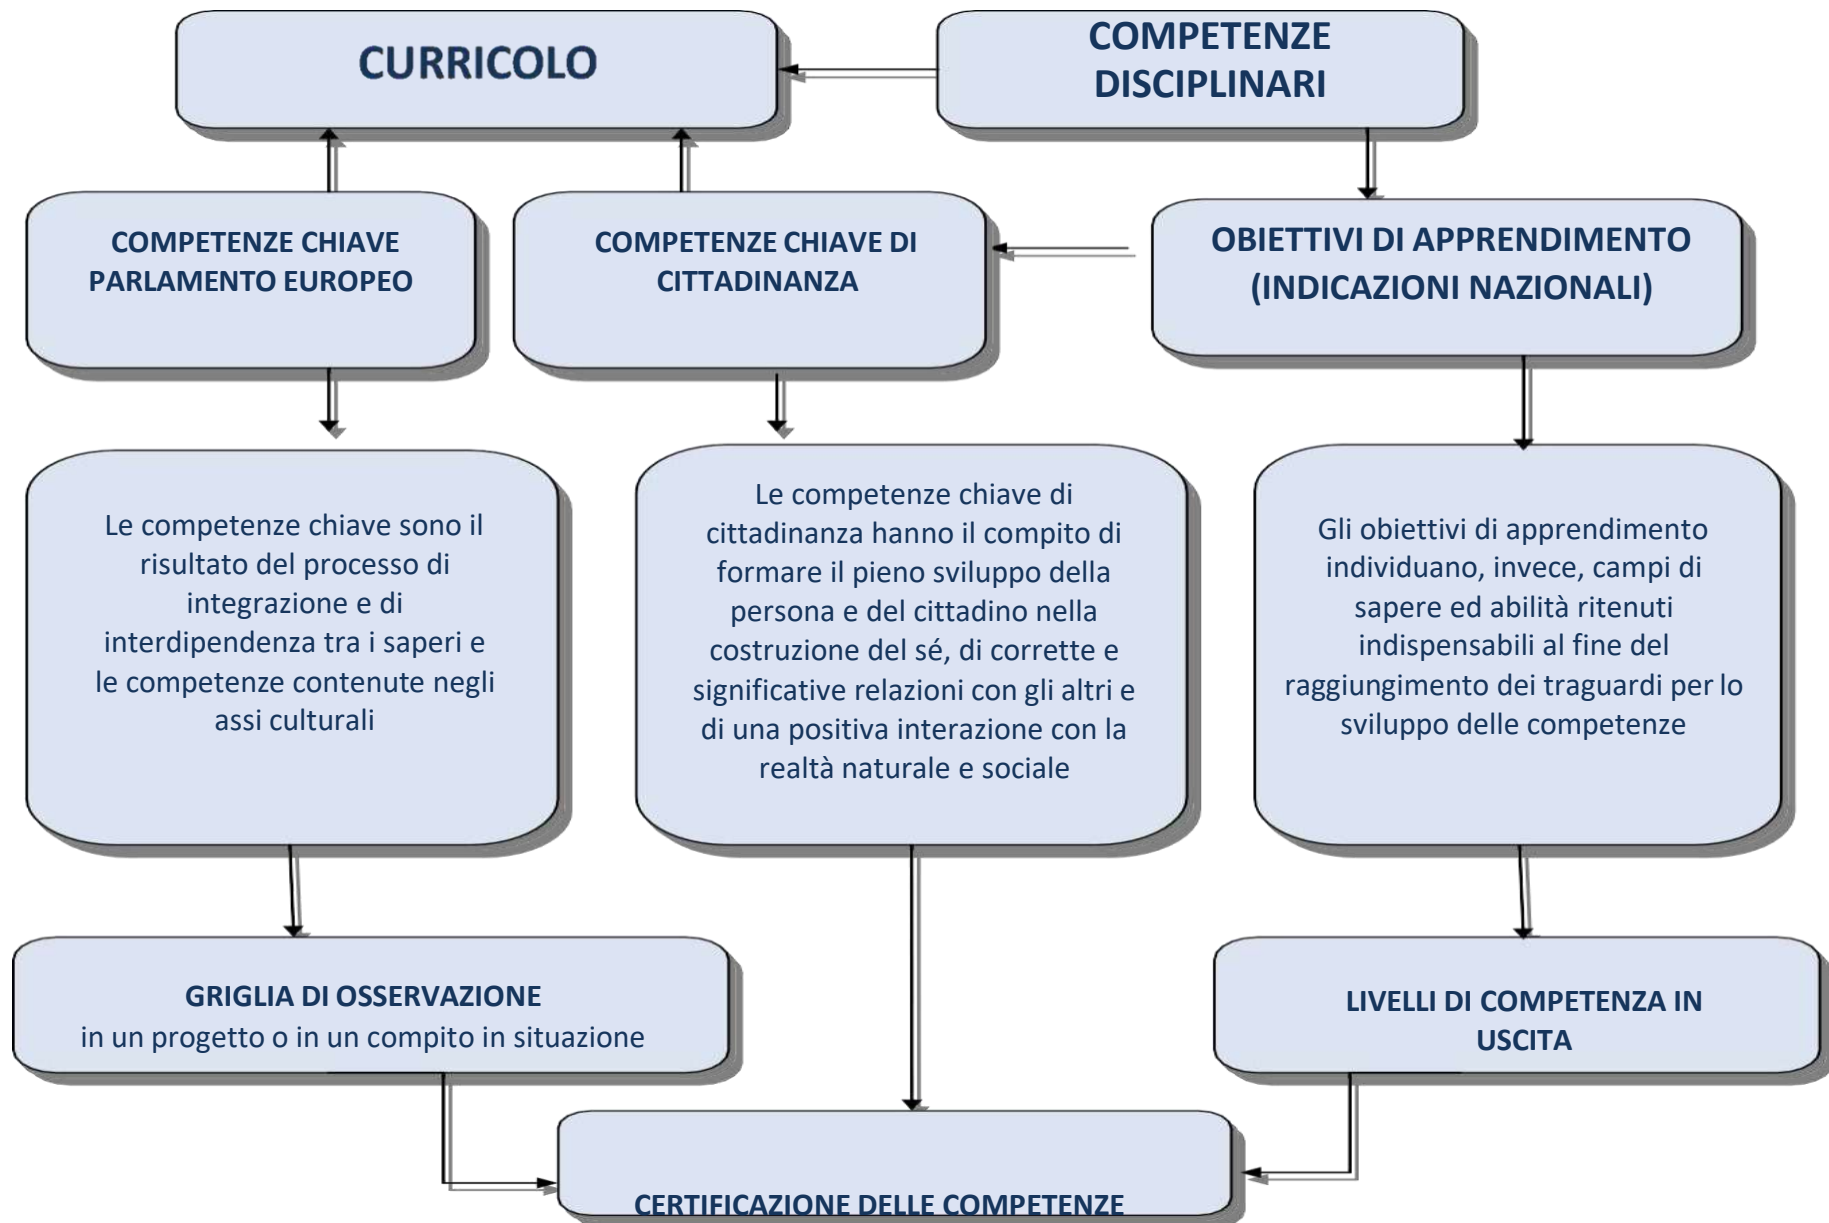 CURRICOLO
COMPETENZE
DISCIPLINARI
COMPETENZE CHIAVE
PARLAMENTO EUROPEO
COMPETENZE CHIAVE DI
CITTADINANZA
OBIETTIVI DI APPRENDIMENTO
(INDICAZIONI NAZIONALI)
Le competenze chiave sono il
risultato del processo di
integrazione e di
interdipendenza tra i saperi e
le competenze contenute negli
assi culturali
Le competenze chiave di
cittadinanza hanno il compito di
formare il pieno sviluppo della
persona e del cittadino nella
costruzione del sé, di corrette e
significative relazioni con gli altri e
di una positiva interazione con la
realtà naturale e sociale
Gli obiettivi di apprendimento
individuano, invece, campi di
sapere ed abilità ritenuti
indispensabili al fine del
raggiungimento dei traguardi per lo
sviluppo delle competenze
GRIGLIA DI OSSERVAZIONE
in un progetto o in un compito in situazione
LIVELLI DI COMPETENZA IN
USCITA
CERTIFICAZIONE DELLE COMPETENZE